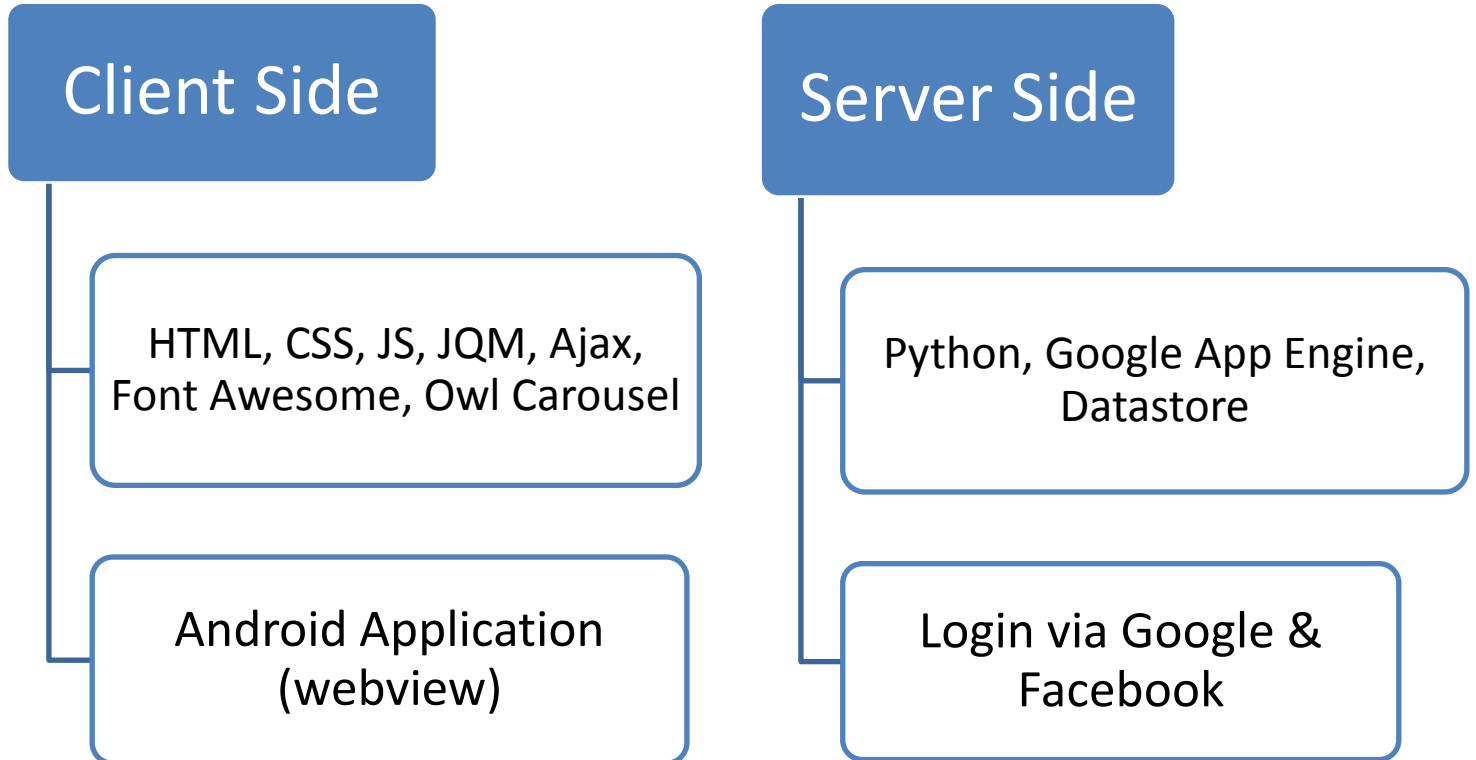 Client Side
HTML, CSS, JS, JQM, Ajax,
Font Awesome, Owl Carousel
Android Application
(webview)
Server Side
Python, Google App Engine,
Datastore
Login via Google &
Facebook